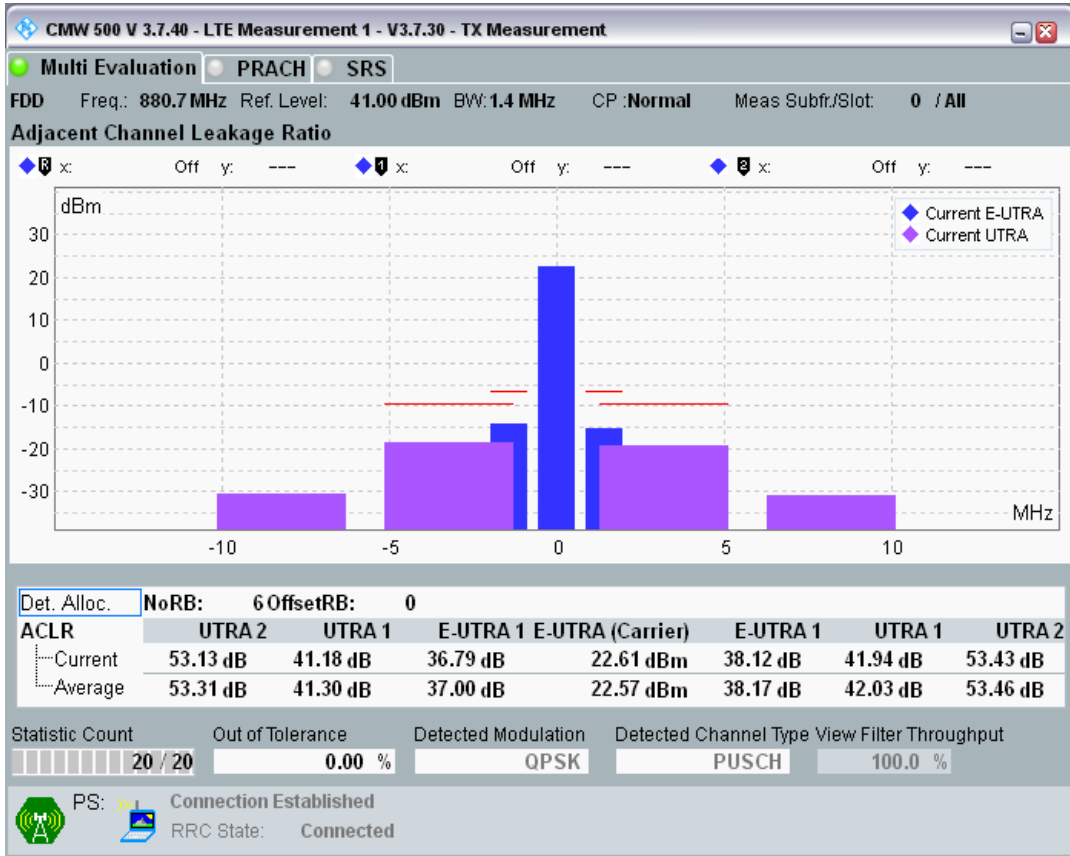 CMW 500 V 3.7.40 - LTE Measurement 1 - V3.7.30 - TX Measurement
Multi Evaluation PRACH SRS
FDD Freq.: 880.7 MHz Ref. Level: 41.00 dBm BW: 1.4 MHz CP :Normal Meas Subfr./Slot: 0 / All
Adjacent Channel Leakage Ratio
R x: Off y: --- 1 x: Off y: --- 2 x: Off y: ---
dBm
Current E-UTRA
Current UTRA
30
20
10
0
-10
-20
-30
MHz
-10 -5 0 5 10
Det. Alloc. NoRB: 6 OffsetRB: 0
ACLR UTRA 2 UTRA 1 E-UTRA 1 E-UTRA (Carrier) E-UTRA 1 UTRA 1 UTRA 2
Current 53.13 dB 41.18 dB 36.79 dB 22.61 dBm 38.12 dB 41.94 dB 53.43 dB
Average 53.31 dB 41.30 dB 37.00 dB 22.57 dBm 38.17 dB 42.03 dB 53.46 dB
Statistic Count Out of Tolerance Detected Modulation Detected Channel Type View Filter Throughput
20 / 20 0.00 % QPSK PUSCH 100.0 %
PS: Connection Established
RRC State: Connected